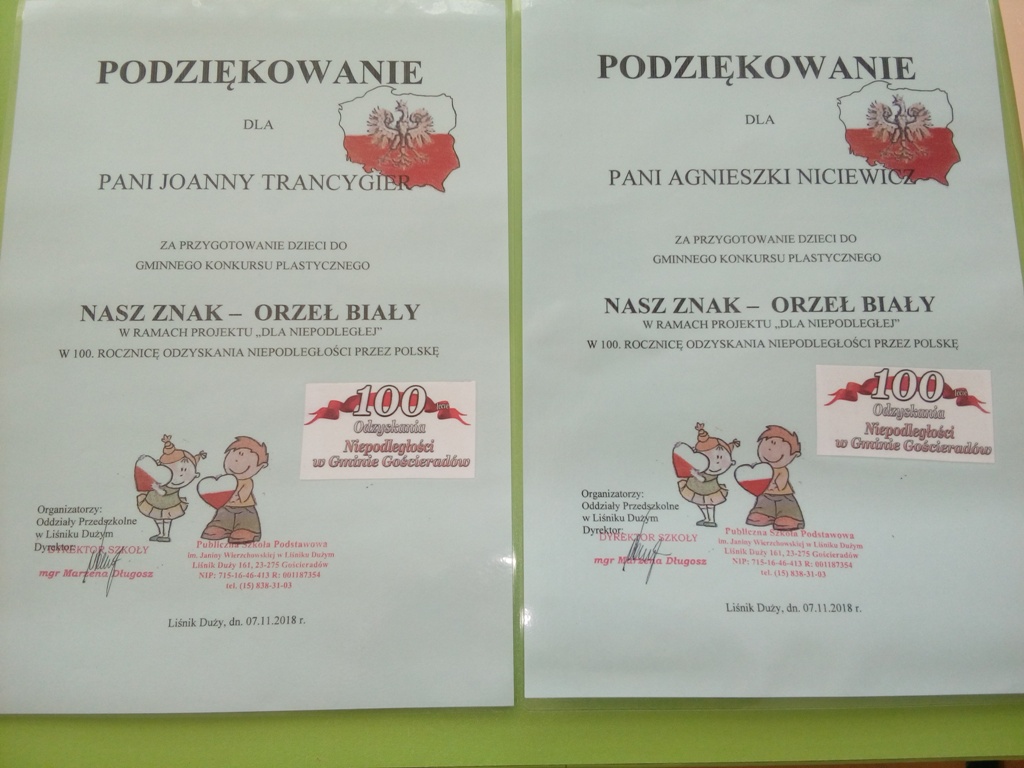 PODZIĘKOWANIE
DLA
PANI JOANNY TRANCYGIER
ZA PRZYGOTOWANIE DZIECI DO
GMINNEGO KONKURSU PLASTYCZNEGO
NASZ ZNAK – ORZEŁ BIAŁY
W RAMACH PROJEKTU „DLA NIEPODLEGŁEJ”
W 100. ROCZNICĘ ODZYSKANIA NIEPODLEGŁOŚCI PRZEZ POLSKĘ
100
Odzyskania
Niepodległości
w Gminie Gościeradów
Organizatorzy:
Oddziały Przedszkolne
w Liśniku Dużym
Dyrektor:
DYREKTOR SZKOŁY
mgr Marzena Długosz
Publiczna Szkoła Podstawowa
im. Janiny Wierzchowskiej w Liśniku Dużym
Liśnik Duży 161, 23-275 Gościeradów
NIP: 715-16-46-413 R: 001187354
tel. (15) 838-31-03
Liśnik Duży, dn. 07.11.2018 r.
PODZIĘKOWANIE
DLA
PANI AGNIESZKI NICIEWICZ
ZA PRZYGOTOWANIE DZIECI DO
GMINNEGO KONKURSU PLASTYCZNEGO
NASZ ZNAK – ORZEŁ BIAŁY
W RAMACH PROJEKTU „DLA NIEPODLEGŁEJ”
W 100. ROCZNICĘ ODZYSKANIA NIEPODLEGŁOŚCI PRZEZ POLSKĘ
100
Odzyskania
Niepodległości
w Gminie Gościeradów
Organizatorzy:
Oddziały Przedszkolne
w Liśniku Dużym
Dyrektor:
DYREKTOR SZKOŁY
mgr Marzena Długosz
Publiczna Szkoła Podstawowa
im. Janiny Wierzchowskiej w Liśniku Dużym
Liśnik Duży 161, 23-275 Gościeradów
NIP: 715-16-46-413 R: 001187354
tel. (15) 838-31-03
Liśnik Duży, dn. 07.11.2018 r.